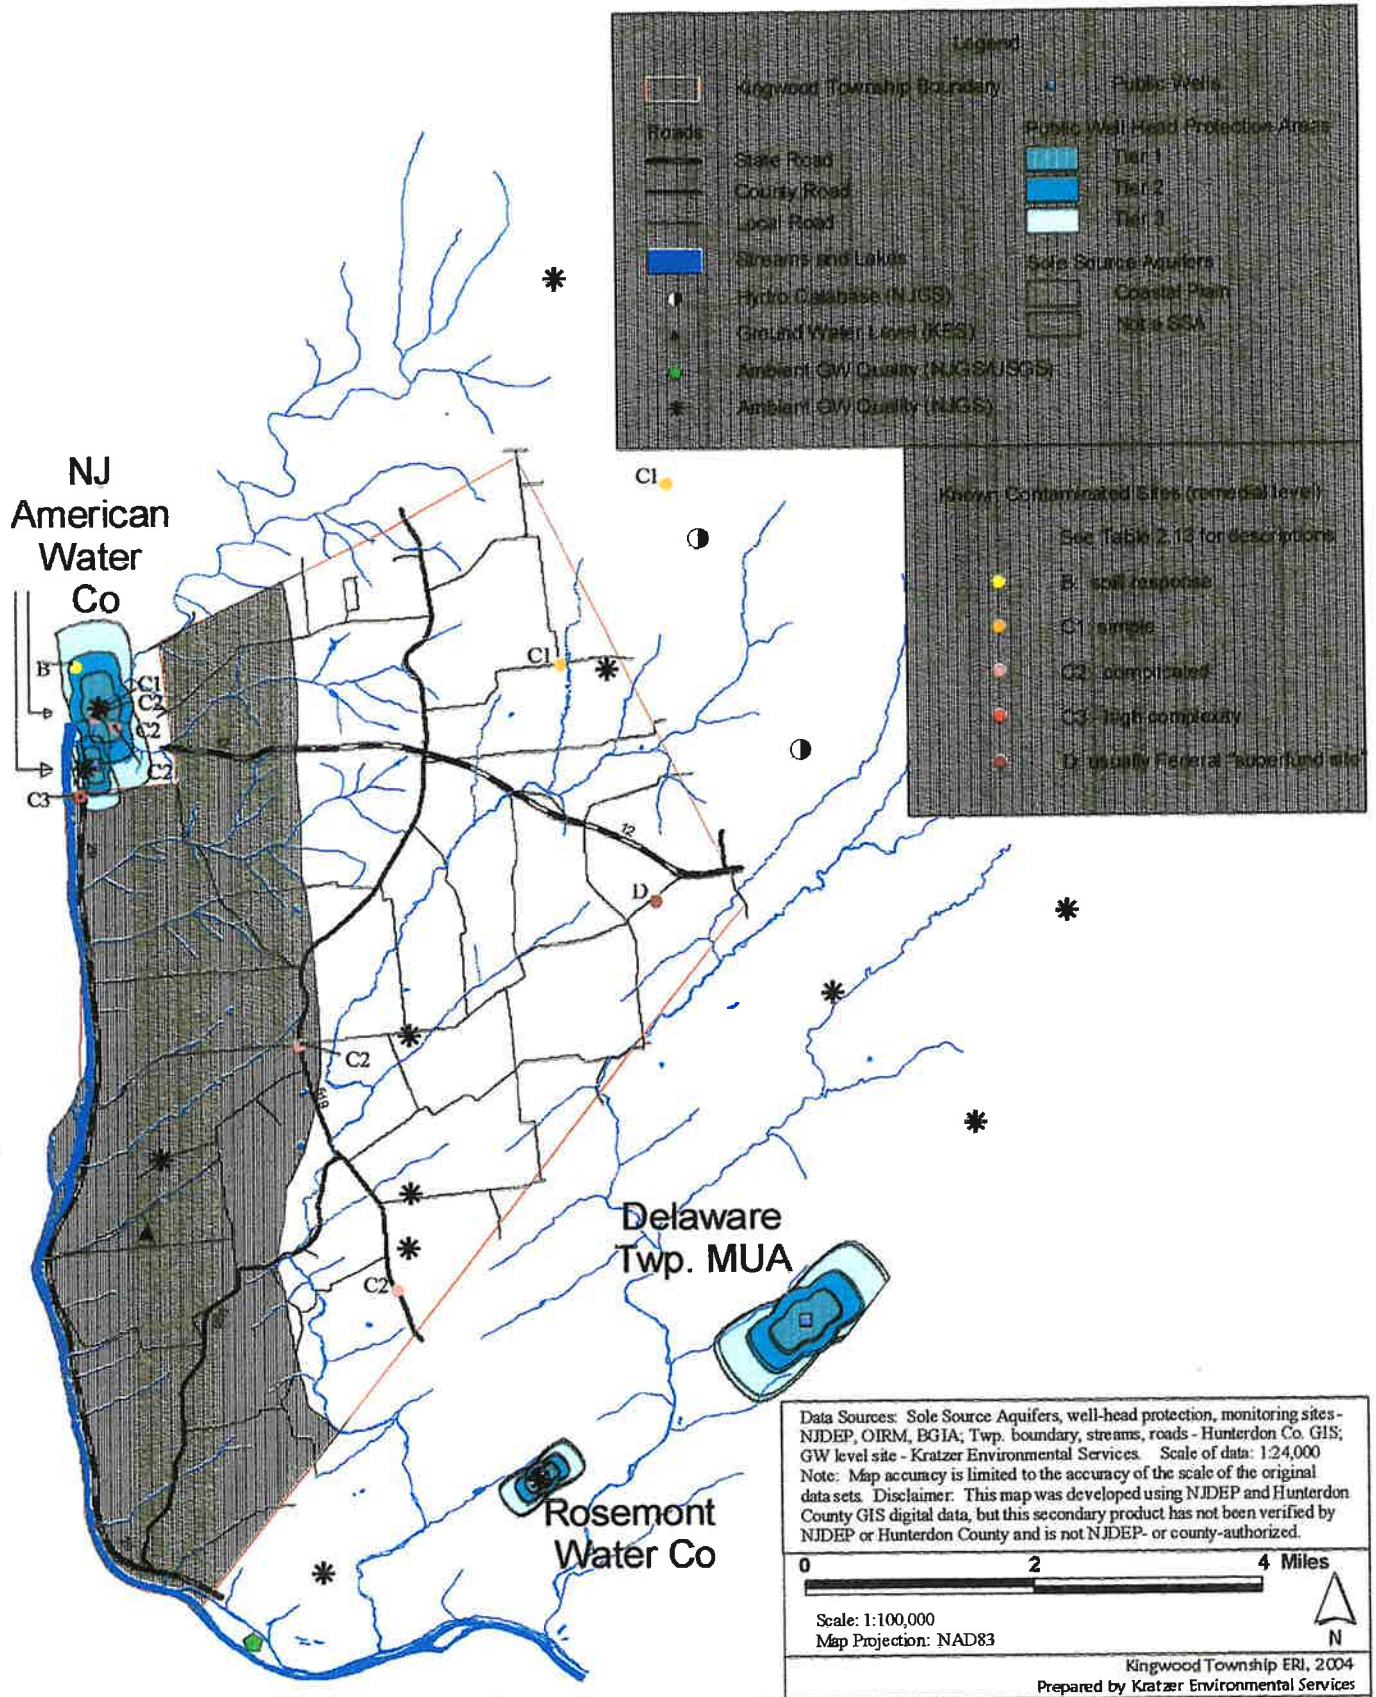 Legend
Kingwood Township Boundary
Public Wells
Roads
State Road
County Road
Local Road
Streams and Lakes
Hydro Database (NJGS)
Ground Water Level (KES)
Ambient GW Quality (NJGS/USGS)
Ambient GW Quality (NJGS)
Public Well Head Protection Areas
Tier 1
Tier 2
Tier 3
Sole Source Aquifers
Coastal Plain
Not a SSA
Known Contaminated Sites (remedial level)
See Table 2.13 for descriptions
B: spill response
C1: simple
C2: complicated
C3: high complexity
D: usually Federal "superfund site"
NJ
American
Water
Co
C1
B
C1
C2
C2
C2
C3
C1
12
12
D
C2
519
C2
Delaware
Twp. MUA
Rosemont
Water Co
Data Sources: Sole Source Aquifers, well-head protection, monitoring sites -
NJDEP, OIRM, BGIA; Twp. boundary, streams, roads - Hunterdon Co. GIS;
GW level site - Kratzer Environmental Services. Scale of data: 1:24,000
Note: Map accuracy is limited to the accuracy of the scale of the original
data sets. Disclaimer: This map was developed using NJDEP and Hunterdon
County GIS digital data, but this secondary product has not been verified by
NJDEP or Hunterdon County and is not NJDEP- or county-authorized.
0 2 4 Miles
Scale: 1:100,000
Map Projection: NAD83
N
Kingwood Township ERI, 2004
Prepared by Kratzer Environmental Services